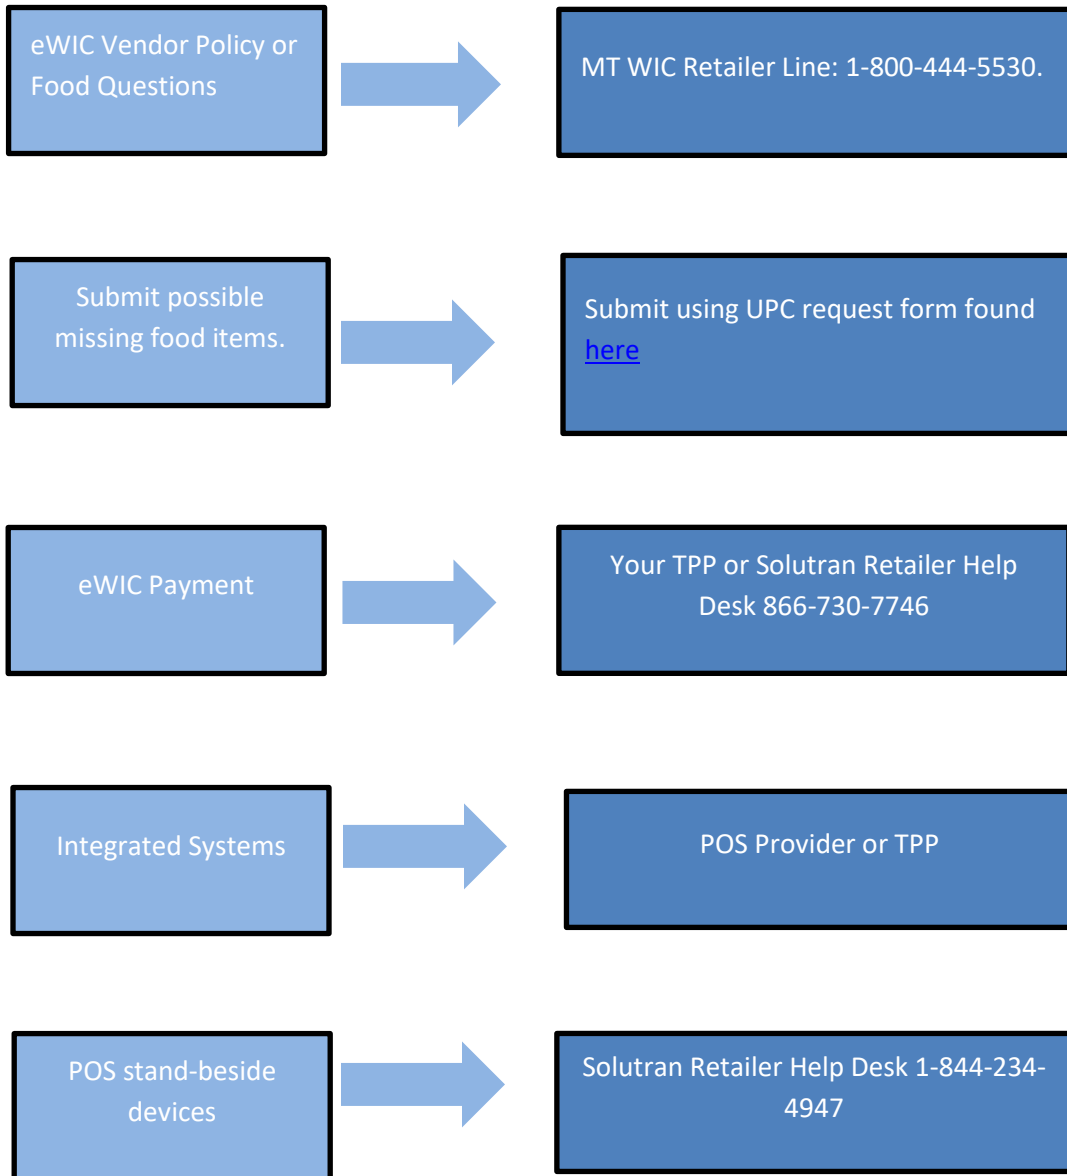 eWIC Vendor Policy or
Food Questions
MT WIC Retailer Line: 1-800-444-5530.
Submit possible
missing food items.
Submit using UPC request form found
here
eWIC Payment
Your TPP or Solutran Retailer Help
Desk 866-730-7746
Integrated Systems
POS Provider or TPP
POS stand-beside
devices
Solutran Retailer Help Desk 1-844-234-
4947